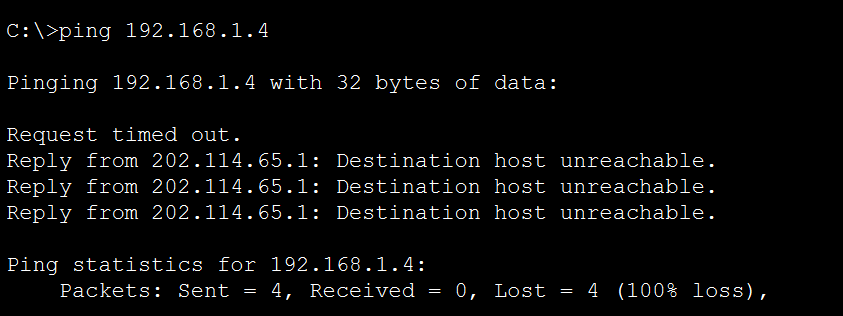 C:\>ping 192.168.1.4
Pinging 192.168.1.4 with 32 bytes of data:
Request timed out.
Reply from 202.114.65.1: Destination host unreachable.
Reply from 202.114.65.1: Destination host unreachable.
Reply from 202.114.65.1: Destination host unreachable.
Ping statistics for 192.168.1.4:
Packets: Sent = 4, Received = 0, Lost = 4 (100% loss),